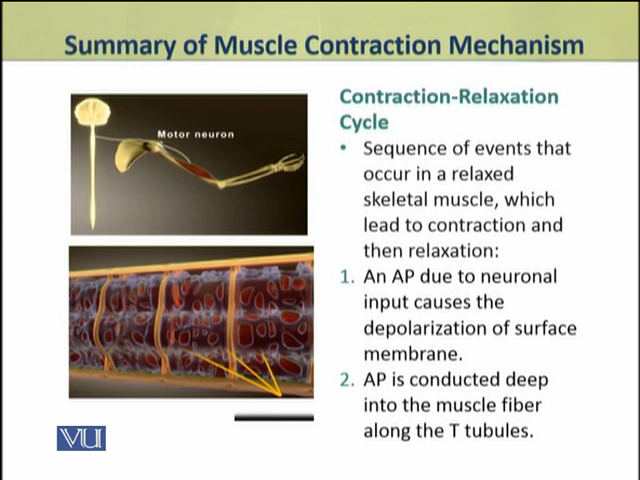 Summary of Muscle Contraction Mechanism
Motor neuron
Contraction-Relaxation
Cycle
• Sequence of events that
occur in a relaxed
skeletal muscle, which
lead to contraction and
then relaxation:
1. An AP due to neuronal
input causes the
depolarization of surface
membrane.
2. AP is conducted deep
into the muscle fiber
along the T tubules.
VU